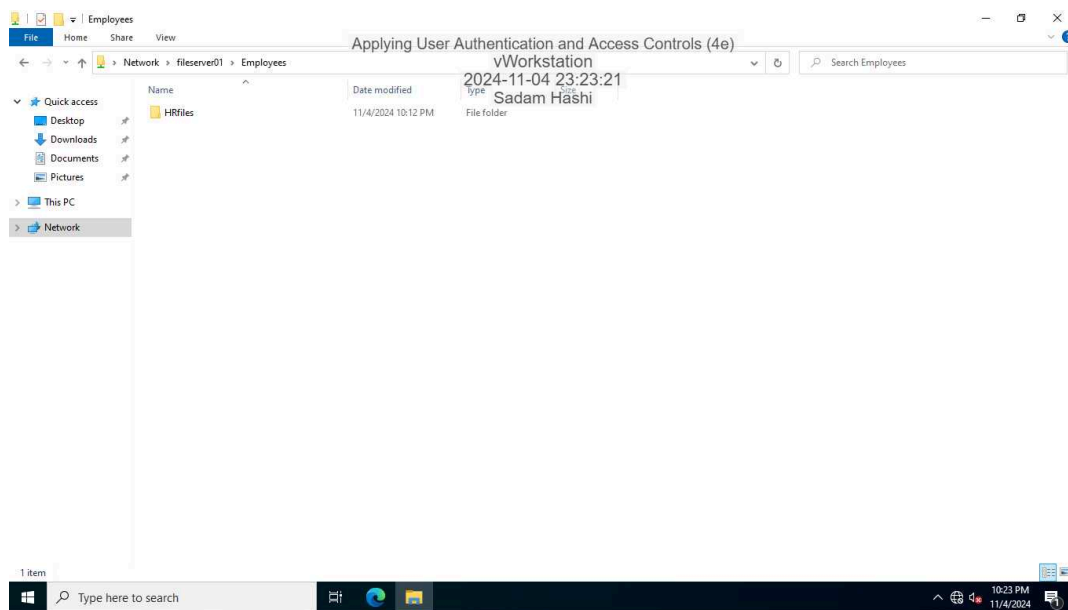 Employees
File Home Share View
Applying User Authentication and Access Controls (4e)
vWorkstation
2024-11-04 23:23:21
Sadam Hashi
Network › fileserver01 › Employees
Search Employees
Name Date modified Type Size
Quick access
Desktop
Downloads
Documents
Pictures
This PC
Network
HRfiles 11/4/2024 10:12 PM File folder
1 item
Type here to search
10:23 PM
11/4/2024
1